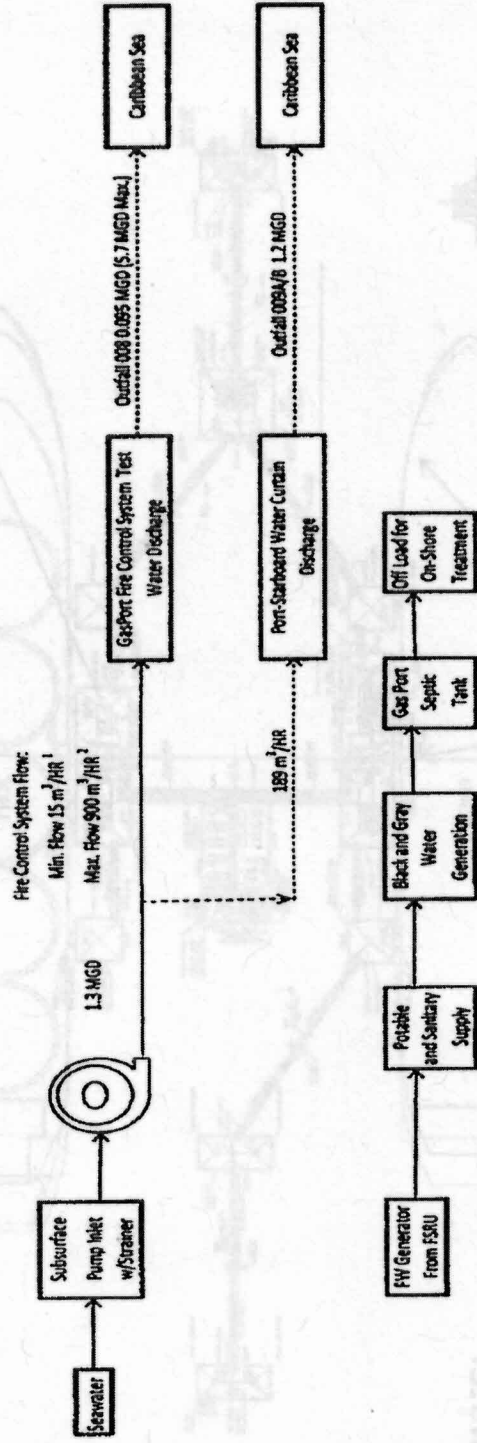 Seawater
Subsurface
Pump Inlet
w/Strainer
1.3 MGD
Fire Control System Flow:
Min. Flow 15 m³/HR ¹
Max. Flow 900 m³/HR ²
GasPort Fire Control System Test
Water Discharge
Outfall 008 0.095 MGD (5.7 MGD Max.)
Caribbean Sea
189 m³/HR
Port-Starboard Water Curtain
Discharge
Outfall 009A/B 1.2 MGD
Caribbean Sea
FW Generator
From FSRU
Potable
and Sanitary
Supply
Black and Gray
Water
Generation
Gas Port
Septic
Tank
Off Load for
On-Shore
Treatment